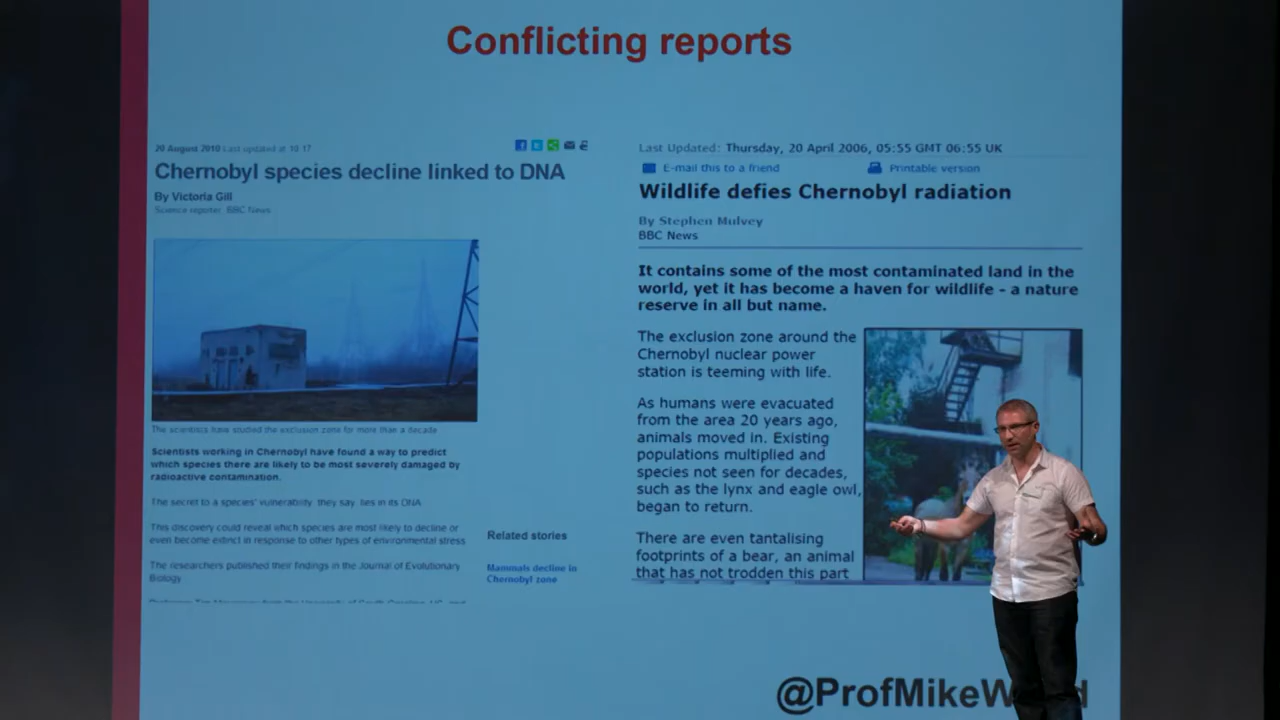 Conflicting reports
20 August 2010 Last updated at 10:17
Chernobyl species decline linked to DNA
By Victoria Gill
Science reporter, BBC News
The scientists have studied the exclusion zone for more than a decade
Scientists working in Chernobyl have found a way to predict
which species there are likely to be most severely damaged by
radioactive contamination.
The secret to a species' vulnerability, they say, lies in its DNA.
This discovery could reveal which species are most likely to decline or
even become extinct in response to other types of environmental stress
The researchers published their findings in the Journal of Evolutionary
Biology
Related stories
Mammals decline in
Chernobyl zone
Last Updated: Thursday, 20 April 2006, 05:55 GMT 06:55 UK
E-mail this to a friend
Printable version
Wildlife defies Chernobyl radiation
By Stephen Mulvey
BBC News
It contains some of the most contaminated land in the
world, yet it has become a haven for wildlife - a nature
reserve in all but name.
The exclusion zone around the
Chernobyl nuclear power
station is teeming with life.
As humans were evacuated
from the area 20 years ago,
animals moved in. Existing
populations multiplied and
species not seen for decades,
such as the lynx and eagle owl,
began to return.
There are even tantalising
footprints of a bear, an animal
that has not trodden this part